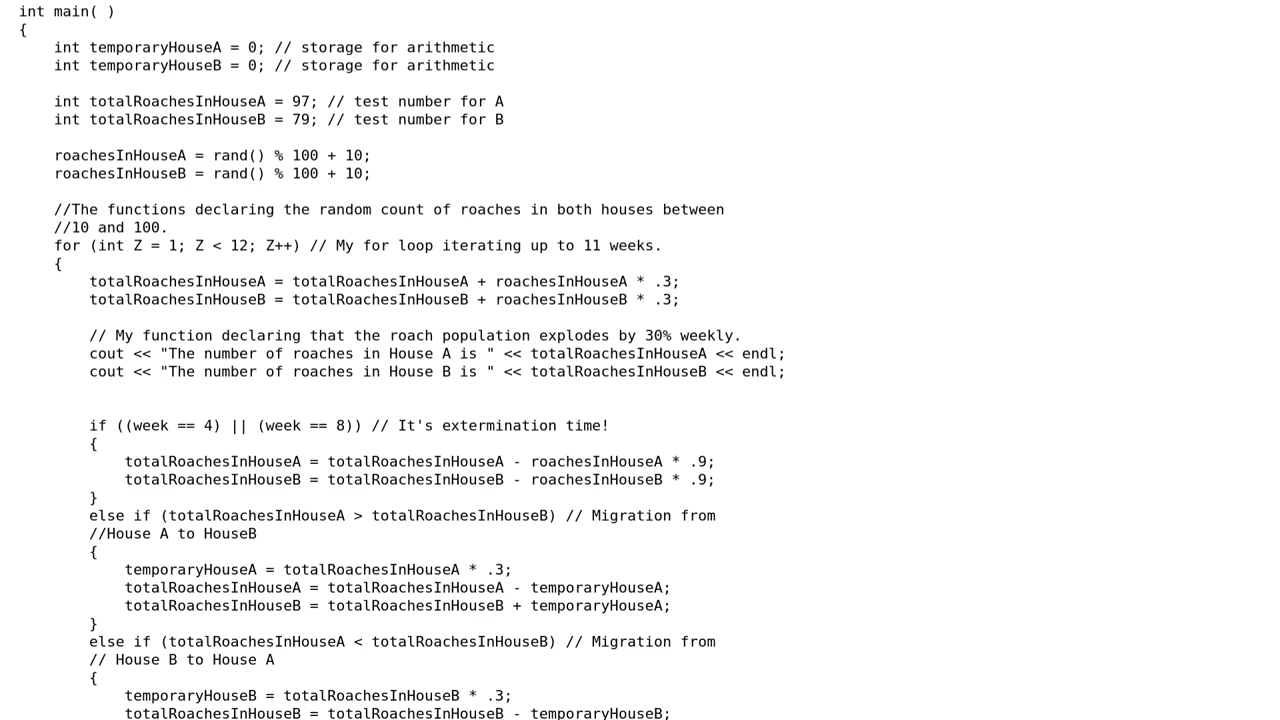 int main( )
{
    int temporaryHouseA = 0; // storage for arithmetic
    int temporaryHouseB = 0; // storage for arithmetic

    int totalRoachesInHouseA = 97; // test number for A
    int totalRoachesInHouseB = 79; // test number for B

    roachesInHouseA = rand() % 100 + 10;
    roachesInHouseB = rand() % 100 + 10;

    //The functions declaring the random count of roaches in both houses between
    //10 and 100.
    for (int Z = 1; Z < 12; Z++) // My for loop iterating up to 11 weeks.
    {
        totalRoachesInHouseA = totalRoachesInHouseA + roachesInHouseA * .3;
        totalRoachesInHouseB = totalRoachesInHouseB + roachesInHouseB * .3;

        // My function declaring that the roach population explodes by 30% weekly.
        cout << "The number of roaches in House A is " << totalRoachesInHouseA << endl;
        cout << "The number of roaches in House B is " << totalRoachesInHouseB << endl;


        if ((week == 4) || (week == 8)) // It's extermination time!
        {
            totalRoachesInHouseA = totalRoachesInHouseA - roachesInHouseA * .9;
            totalRoachesInHouseB = totalRoachesInHouseB - roachesInHouseB * .9;
        }
        else if (totalRoachesInHouseA > totalRoachesInHouseB) // Migration from
        //House A to HouseB
        {
            temporaryHouseA = totalRoachesInHouseA * .3;
            totalRoachesInHouseA = totalRoachesInHouseA - temporaryHouseA;
            totalRoachesInHouseB = totalRoachesInHouseB + temporaryHouseA;
        }
        else if (totalRoachesInHouseA < totalRoachesInHouseB) // Migration from
        // House B to House A
        {
            temporaryHouseB = totalRoachesInHouseB * .3;
            totalRoachesInHouseB = totalRoachesInHouseB - temporaryHouseB;